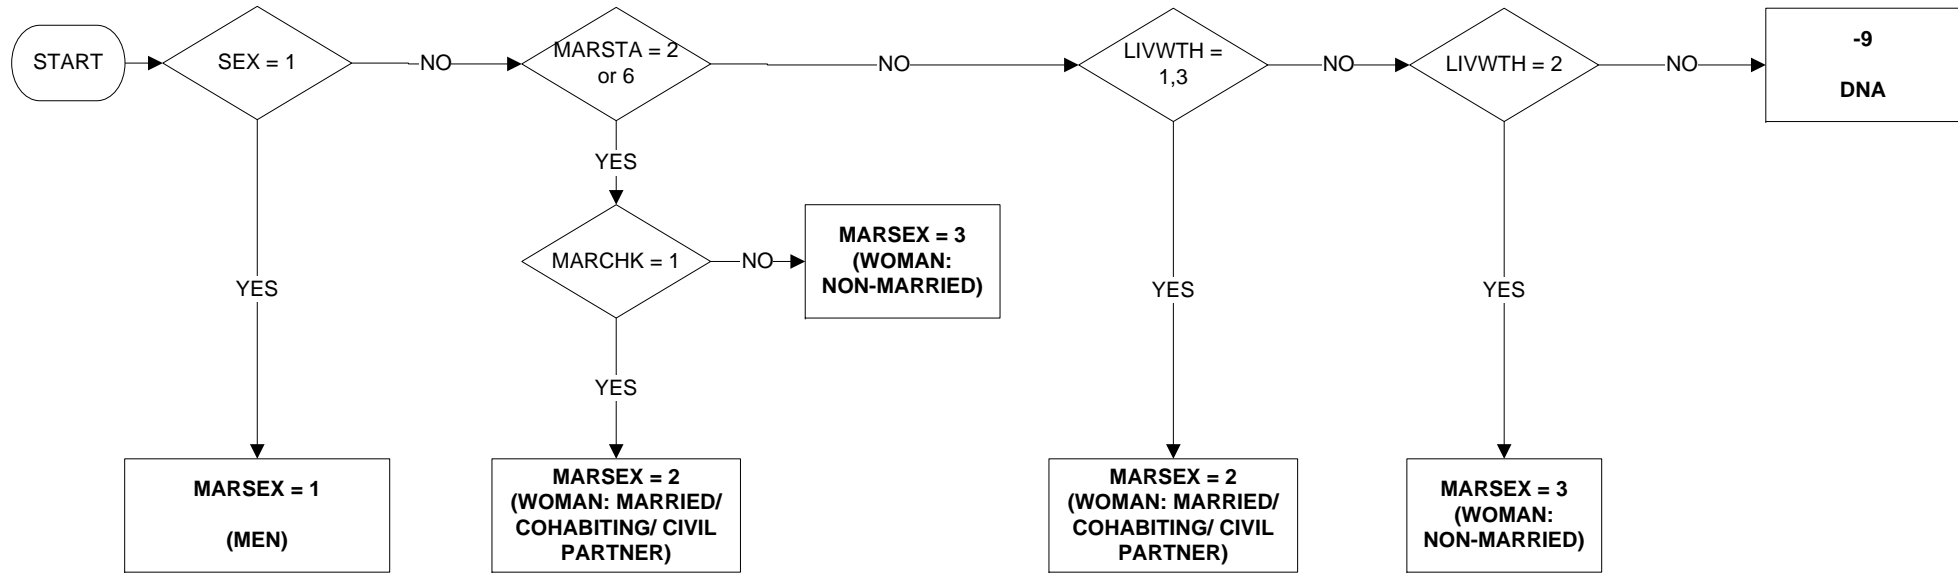 START
SEX = 1
NO
MARSTA = 2
or 6
NO
LIVWTH =
1,3
NO
LIVWTH = 2
NO
-9
DNA
YES
MARCHK = 1
NO
MARSEX = 3
(WOMAN:
NON-MARRIED)
YES
YES
YES
YES
YES
MARSEX = 1
(MEN)
MARSEX = 2
(WOMAN: MARRIED/
COHABITING/ CIVIL
PARTNER)
MARSEX = 2
(WOMAN: MARRIED/
COHABITING/ CIVIL
PARTNER)
MARSEX = 3
(WOMAN:
NON-MARRIED)